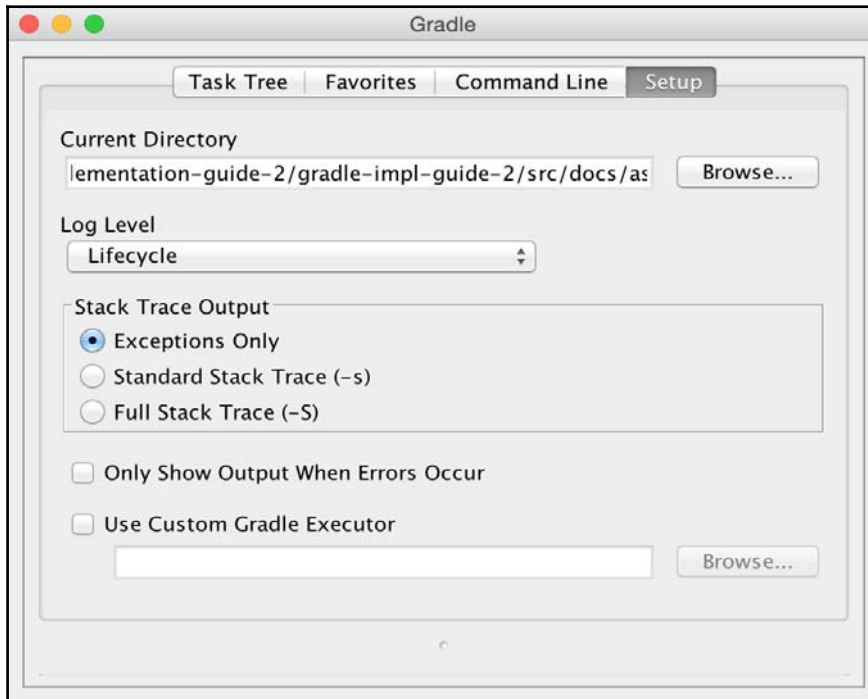 Gradle
Task Tree Favorites Command Line Setup
Current Directory
lementation-guide-2/gradle-impl-guide-2/src/docs/as
Browse...
Log Level
Lifecycle
Stack Trace Output
Exceptions Only
Standard Stack Trace (-s)
Full Stack Trace (-S)
Only Show Output When Errors Occur
Use Custom Gradle Executor
Browse...